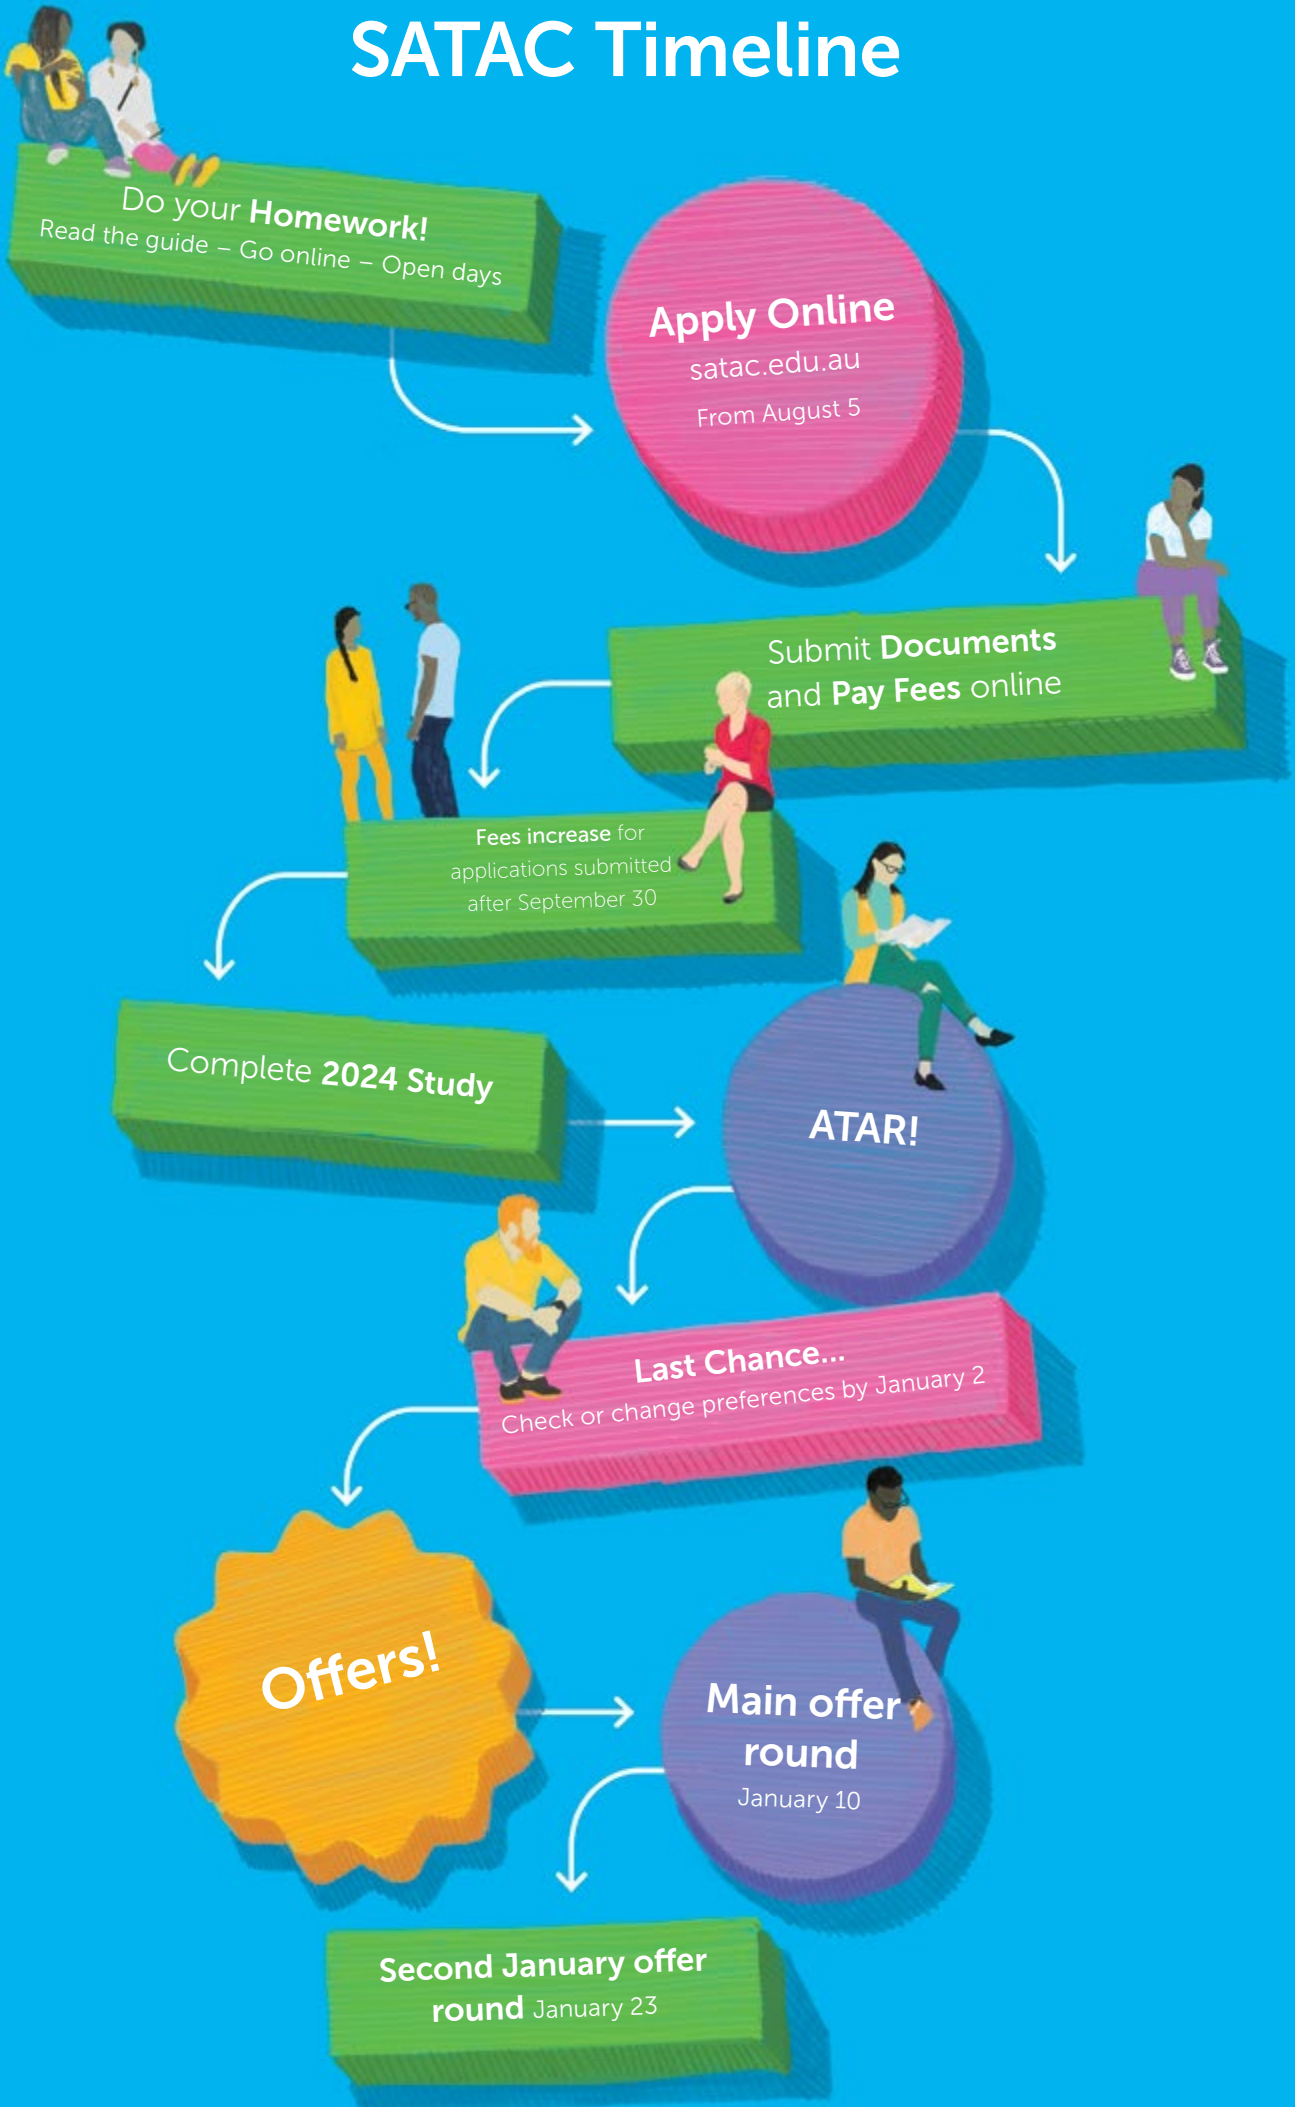 SATAC Timeline
Do your Homework!
Read the guide – Go online – Open days
Apply Online
satac.edu.au
From August 5
Submit Documents
and Pay Fees online
Fees increase for
applications submitted
after September 30
Complete 2024 Study
ATAR!
Last Chance...
Check or change preferences by January 2
Offers!
Main offer
round
January 10
Second January offer
round January 23